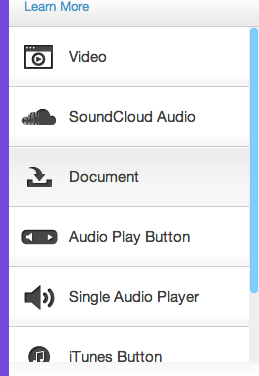 Learn More
Video
SoundCloud Audio
Document
Audio Play Button
Single Audio Player
iTunes Button